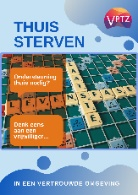 THUIS
STERVEN
VPTZ
Ondersteuning
thuis nodig?
Denk eens
aan een
vrijwilliger...
IN EEN VERTROUWDE OMGEVING